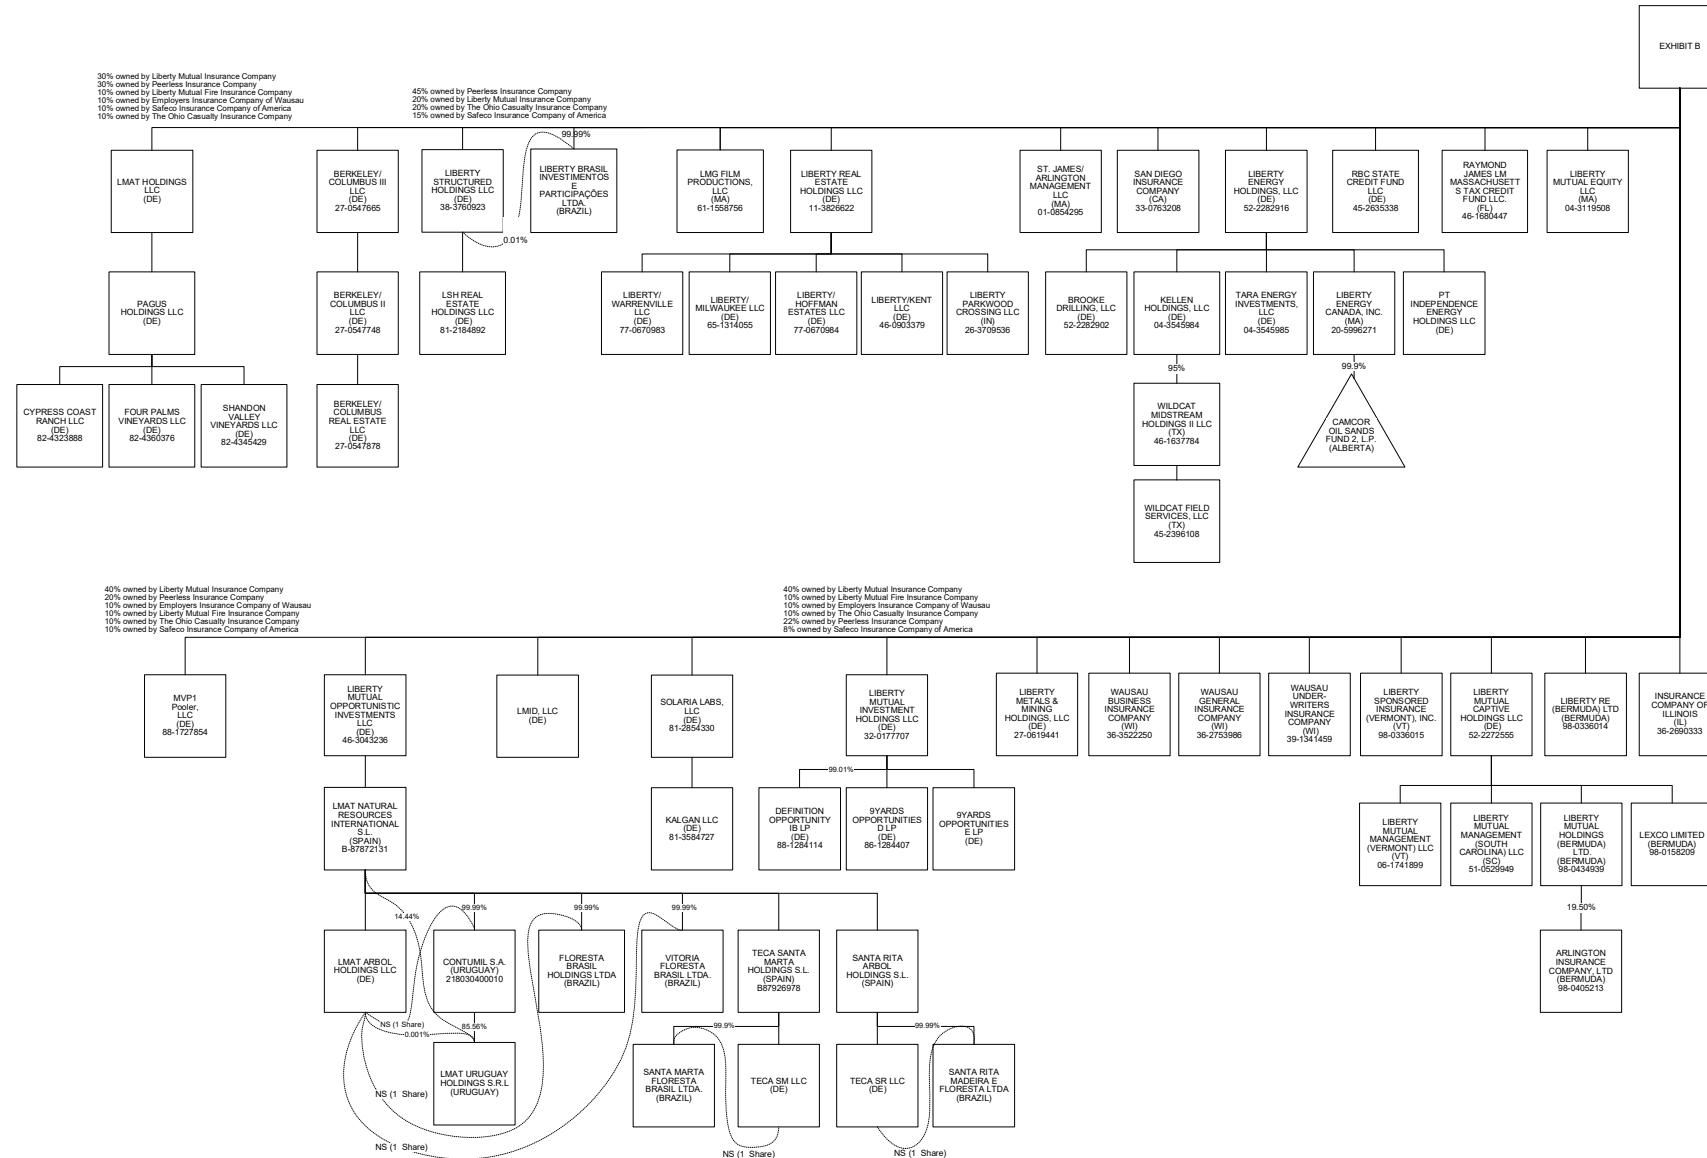 EXHIBIT B
30% owned by Liberty Mutual Insurance Company
30% owned by Peerless Insurance Company
10% owned by Liberty Mutual Fire Insurance Company
10% owned by Employers Insurance Company of Wausau
10% owned by Safeco Insurance Company of America
10% owned by The Ohio Casualty Insurance Company
45% owned by Peerless Insurance Company
20% owned by Liberty Mutual Insurance Company
20% owned by The Ohio Casualty Insurance Company
15% owned by Safeco Insurance Company of America
99.99%
LMAT HOLDINGS
LLC
(DE)
BERKELEY/
COLUMBUS III
LLC
(DE)
27-0547665
LIBERTY
STRUCTURED
HOLDINGS LLC
(DE)
38-3760923
LIBERTY BRASIL
INVESTIMENTOS
E
PARTICIPAÇÕES
LTDA.
(BRAZIL)
LMG FILM
PRODUCTIONS,
LLC
(MA)
61-1558756
LIBERTY REAL
ESTATE
HOLDINGS LLC
(DE)
11-3826622
ST. JAMES/
ARLINGTON
MANAGEMENT
LLC
(MA)
01-0854295
SAN DIEGO
INSURANCE
COMPANY
(CA)
33-0763208
LIBERTY
ENERGY
HOLDINGS, LLC
(DE)
52-2282916
RBC STATE
CREDIT FUND
LLC
(DE)
45-2635338
RAYMOND
JAMES LM
MASSACHUSETT
S TAX CREDIT
FUND LLC.
(FL)
46-1680447
LIBERTY
MUTUAL EQUITY
LLC
(MA)
04-3119508
0.01%
PAGUS
HOLDINGS LLC
(DE)
BERKELEY/
COLUMBUS II
LLC
(DE)
27-0547748
LSH REAL
ESTATE
HOLDINGS LLC
(DE)
81-2184892
LIBERTY/
WARRENVILLE
LLC
(DE)
77-0670983
LIBERTY/
MILWAUKEE LLC
(DE)
65-1314055
LIBERTY/
HOFFMAN
ESTATES LLC
(DE)
77-0670984
LIBERTY/KENT
LLC
(DE)
46-0903379
LIBERTY
PARKWOOD
CROSSING LLC
(IN)
26-3709536
BROOKE
DRILLING, LLC
(DE)
52-2282902
KELLEN
HOLDINGS, LLC
(DE)
04-3545984
TARA ENERGY
INVESTMENTS,
LLC
(DE)
04-3545985
LIBERTY
ENERGY
CANADA, INC.
(MA)
20-5996271
PT
INDEPENDENCE
ENERGY
HOLDINGS LLC
(DE)
95%
99.9%
CYPRESS COAST
RANCH LLC
(DE)
82-4323888
FOUR PALMS
VINEYARDS LLC
(DE)
82-4360376
SHANDON
VALLEY
VINEYARDS LLC
(DE)
82-4345429
BERKELEY/
COLUMBUS
REAL ESTATE
LLC
(DE)
27-0547878
WILDCAT
MIDSTREAM
HOLDINGS II LLC
(TX)
46-1637784
CAMCOR
OIL SANDS
FUND 2, L.P.
(ALBERTA)
WILDCAT FIELD
SERVICES, LLC
(TX)
45-2396108
40% owned by Liberty Mutual Insurance Company
20% owned by Peerless Insurance Company
10% owned by Employers Insurance Company of Wausau
10% owned by Liberty Mutual Fire Insurance Company
10% owned by The Ohio Casualty Insurance Company
10% owned by Safeco Insurance Company of America
40% owned by Liberty Mutual Insurance Company
10% owned by Liberty Mutual Fire Insurance Company
10% owned by Employers Insurance Company of Wausau
10% owned by The Ohio Casualty Insurance Company
22% owned by Peerless Insurance Company
8% owned by Safeco Insurance Company of America
MVP1
Pooler,
LLC
(DE)
88-1727854
LIBERTY
MUTUAL
OPPORTUNISTIC
INVESTMENTS
LLC
(DE)
46-3043236
LMID, LLC
(DE)
SOLARIA LABS,
LLC
(DE)
81-2854330
LIBERTY
MUTUAL
INVESTMENT
HOLDINGS LLC
(DE)
32-0177707
LIBERTY
METALS &
MINING
HOLDINGS, LLC
(DE)
27-0619441
WAUSAU
BUSINESS
INSURANCE
COMPANY
(WI)
36-3522250
WAUSAU
GENERAL
INSURANCE
COMPANY
(WI)
36-2753986
WAUSAU
UNDER-
WRITERS
INSURANCE
COMPANY
(WI)
39-1341459
LIBERTY
SPONSORED
INSURANCE
(VERMONT), INC.
(VT)
98-0336015
LIBERTY
MUTUAL
CAPTIVE
HOLDINGS LLC
(DE)
52-2272555
LIBERTY RE
(BERMUDA) LTD
(BERMUDA)
98-0336014
INSURANCE
COMPANY OF
ILLINOIS
(IL)
36-2690333
99.01%
LMAT NATURAL
RESOURCES
INTERNATIONAL
S.L.
(SPAIN)
B-87872131
KALGAN LLC
(DE)
81-3584727
DEFINITION
OPPORTUNITY
IB LP
(DE)
88-1284114
9YARDS
OPPORTUNITIES
D LP
(DE)
86-1284407
9YARDS
OPPORTUNITIES
E LP
(DE)
LIBERTY
MUTUAL
MANAGEMENT
(VERMONT) LLC
(VT)
06-1741899
LIBERTY
MUTUAL
MANAGEMENT
(SOUTH
CAROLINA) LLC
(SC)
51-0529949
LIBERTY
MUTUAL
HOLDINGS
(BERMUDA)
LTD.
(BERMUDA)
98-0434939
LEXCO LIMITED
(BERMUDA)
98-0158209
14.44%
99.99%
99.99%
99.99%
19.50%
LMAT ARBOL
HOLDINGS LLC
(DE)
CONTUMIL S.A.
(URUGUAY)
218030400010
FLORESTA
BRASIL
HOLDINGS LTDA
(BRAZIL)
VITORIA
FLORESTA
BRASIL LTDA.
(BRAZIL)
TECA SANTA
MARTA
HOLDINGS S.L.
(SPAIN)
B87926978
SANTA RITA
ARBOL
HOLDINGS S.L.
(SPAIN)
ARLINGTON
INSURANCE
COMPANY, LTD
(BERMUDA)
98-0405213
NS (1 Share)
0.001%
85.56%
99.9%
99.99%
LMAT URUGUAY
HOLDINGS S.R.L
(URUGUAY)
SANTA MARTA
FLORESTA
BRASIL LTDA.
(BRAZIL)
TECA SM LLC
(DE)
TECA SR LLC
(DE)
SANTA RITA
MADEIRA E
FLORESTA LTDA
(BRAZIL)
NS (1 Share)
NS (1 Share)
NS (1 Share)
NS (1 Share)